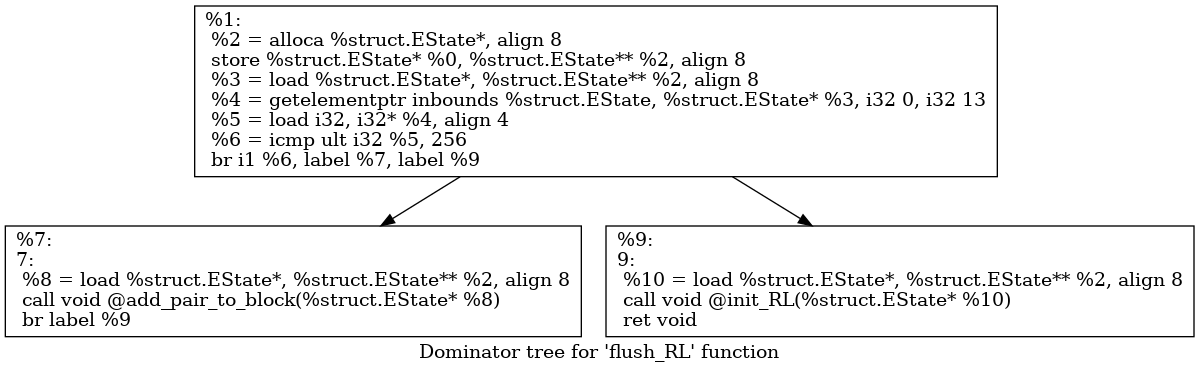 %1:
%2 = alloca %struct.EState*, align 8
store %struct.EState* %0, %struct.EState** %2, align 8
%3 = load %struct.EState*, %struct.EState** %2, align 8
%4 = getelementptr inbounds %struct.EState, %struct.EState* %3, i32 0, i32 13
%5 = load i32, i32* %4, align 4
%6 = icmp ult i32 %5, 256
br i1 %6, label %7, label %9
%7:
7:
%8 = load %struct.EState*, %struct.EState** %2, align 8
call void @add_pair_to_block(%struct.EState* %8)
br label %9
%9:
9:
%10 = load %struct.EState*, %struct.EState** %2, align 8
call void @init_RL(%struct.EState* %10)
ret void
Dominator tree for 'flush_RL' function